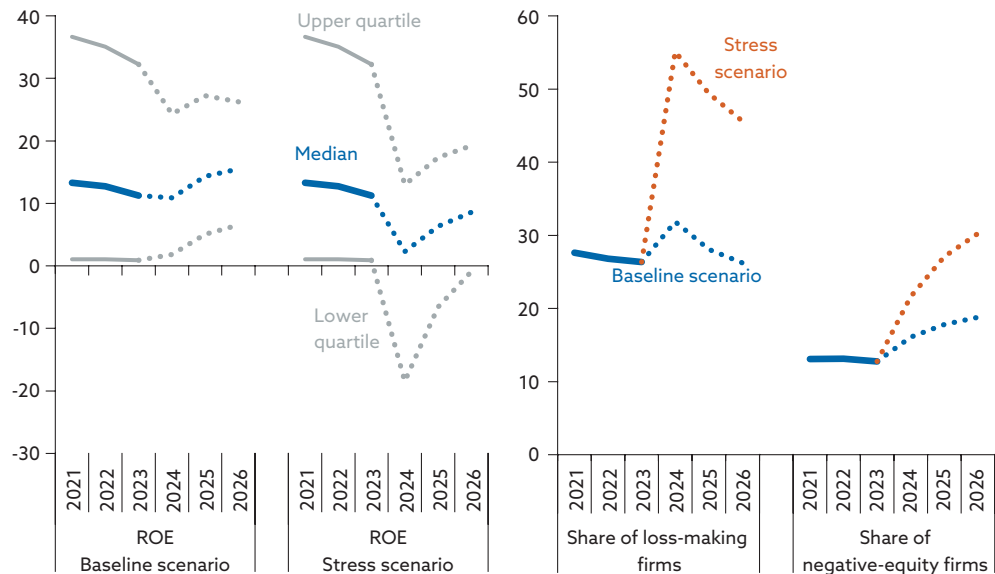 40
30
20
10
0
-10
-20
-30
Upper quartile
Median
Lower
quartile
2021
2022
2023
2024
2025
2026
ROE
Baseline scenario
2021
2022
2023
2024
2025
2026
ROE
Stress scenario
60
50
40
30
20
10
0
Stress
scenario
Baseline scenario
2021
2022
2023
2024
2025
2026
Share of loss-making
firms
2021
2022
2023
2024
2025
2026
Share of
negative-equity firms